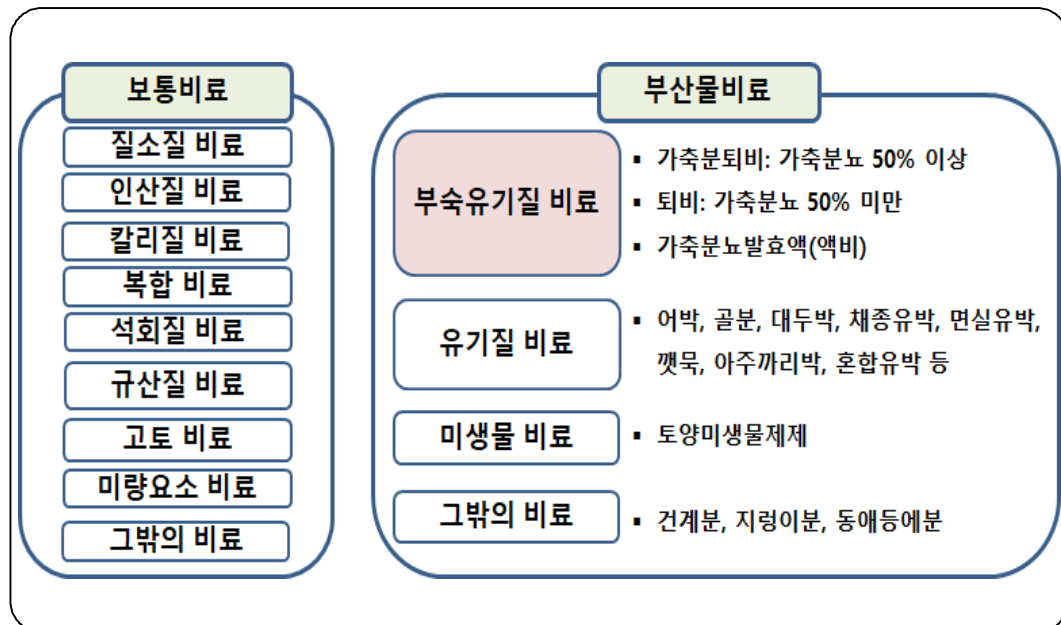 보통비료
질소질 비료
인산질 비료
칼리질 비료
복합 비료
석회질 비료
규산질 비료
고토 비료
미량요소 비료
그밖의 비료
부산물비료
부숙유기질 비료
▪ 가축분퇴비: 가축분뇨 50% 이상
▪ 퇴비: 가축분뇨 50% 미만
▪ 가축분뇨발효액(액비)
유기질 비료
▪ 어박, 골분, 대두박, 채종유박, 면실유박,
깻묵, 아주까리박, 혼합유박 등
미생물 비료
▪ 토양미생물제제
그밖의 비료
▪ 건계분, 지렁이분, 동애등에분